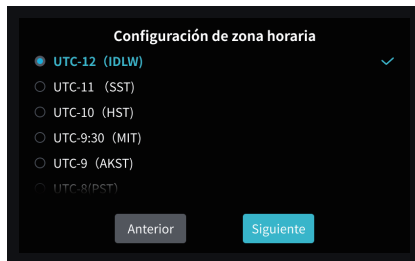 Configuración de zona horaria
UTC-12（IDLW)
UTC-11 （SST)
UTC-10（HST)
UTC-9:30（MIT)
UTC-9（AKST)
UTC-8(PST)
Anterior
Siguiente